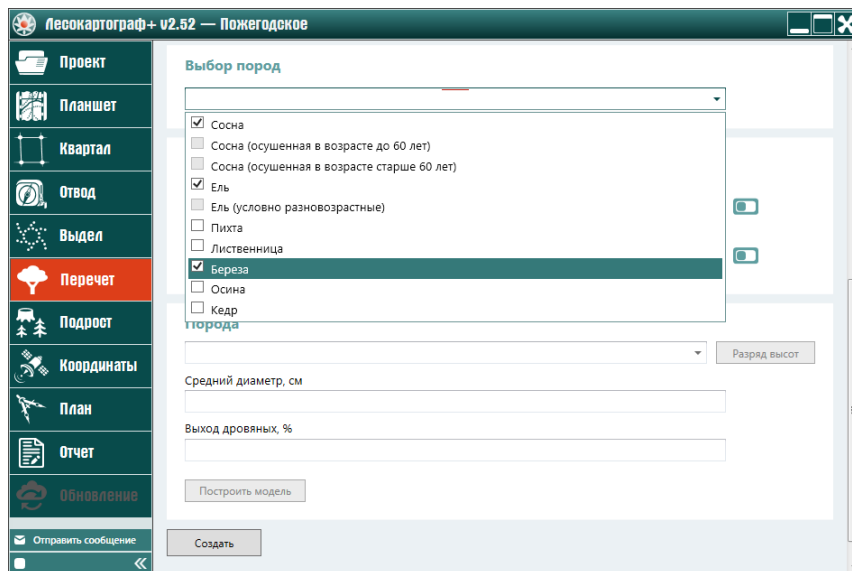 Лесокартограф+ v2.52 — Пожегодское
Проект
Планшет
Квартал
Отвод
Выдел
Перечет
Подрост
Координаты
План
Отчет
Обновление
Отправить сообщение
Выбор пород
Сосна
Сосна (осушенная в возрасте до 60 лет)
Сосна (осушенная в возрасте старше 60 лет)
Ель
Ель (условно разновозрастные)
Пихта
Лиственница
Береза
Осина
Кедр
Порода
Разряд высот
Средний диаметр, см
Выход дровяных, %
Построить модель
Создать